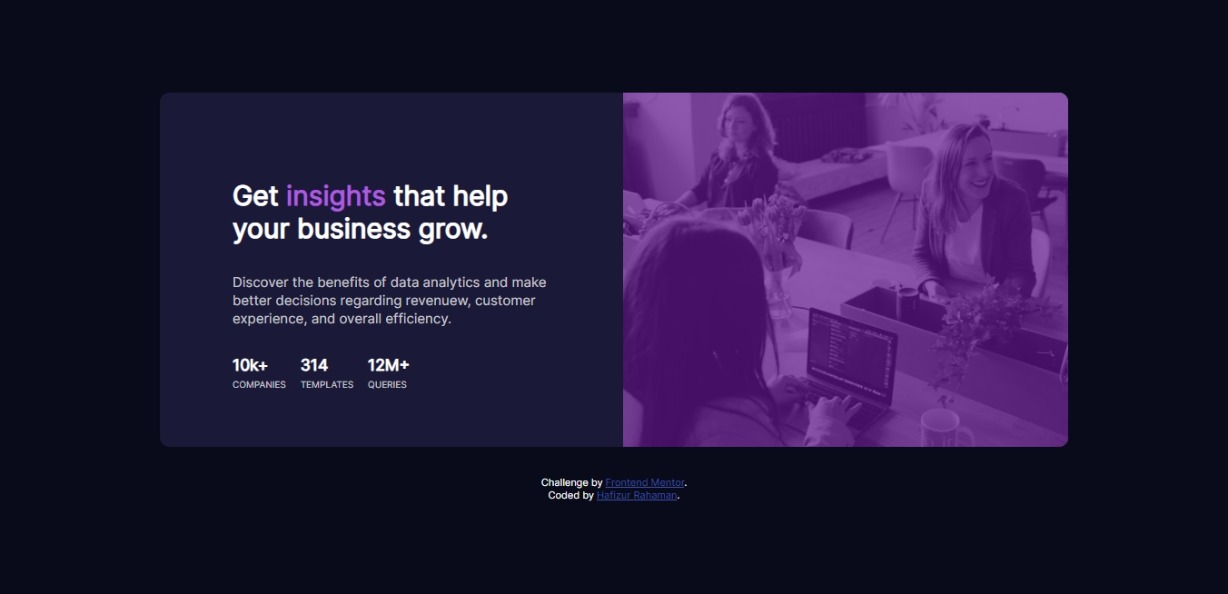 Get insights that help
your business grow.
Discover the benefits of data analytics and make
better decisions regarding revenuew, customer
experience, and overall efficiency.
10k+ 314 12M+
COMPANIES TEMPLATES QUERIES
Challenge by Frontend Mentor.
Coded by Hafizur Rahaman.